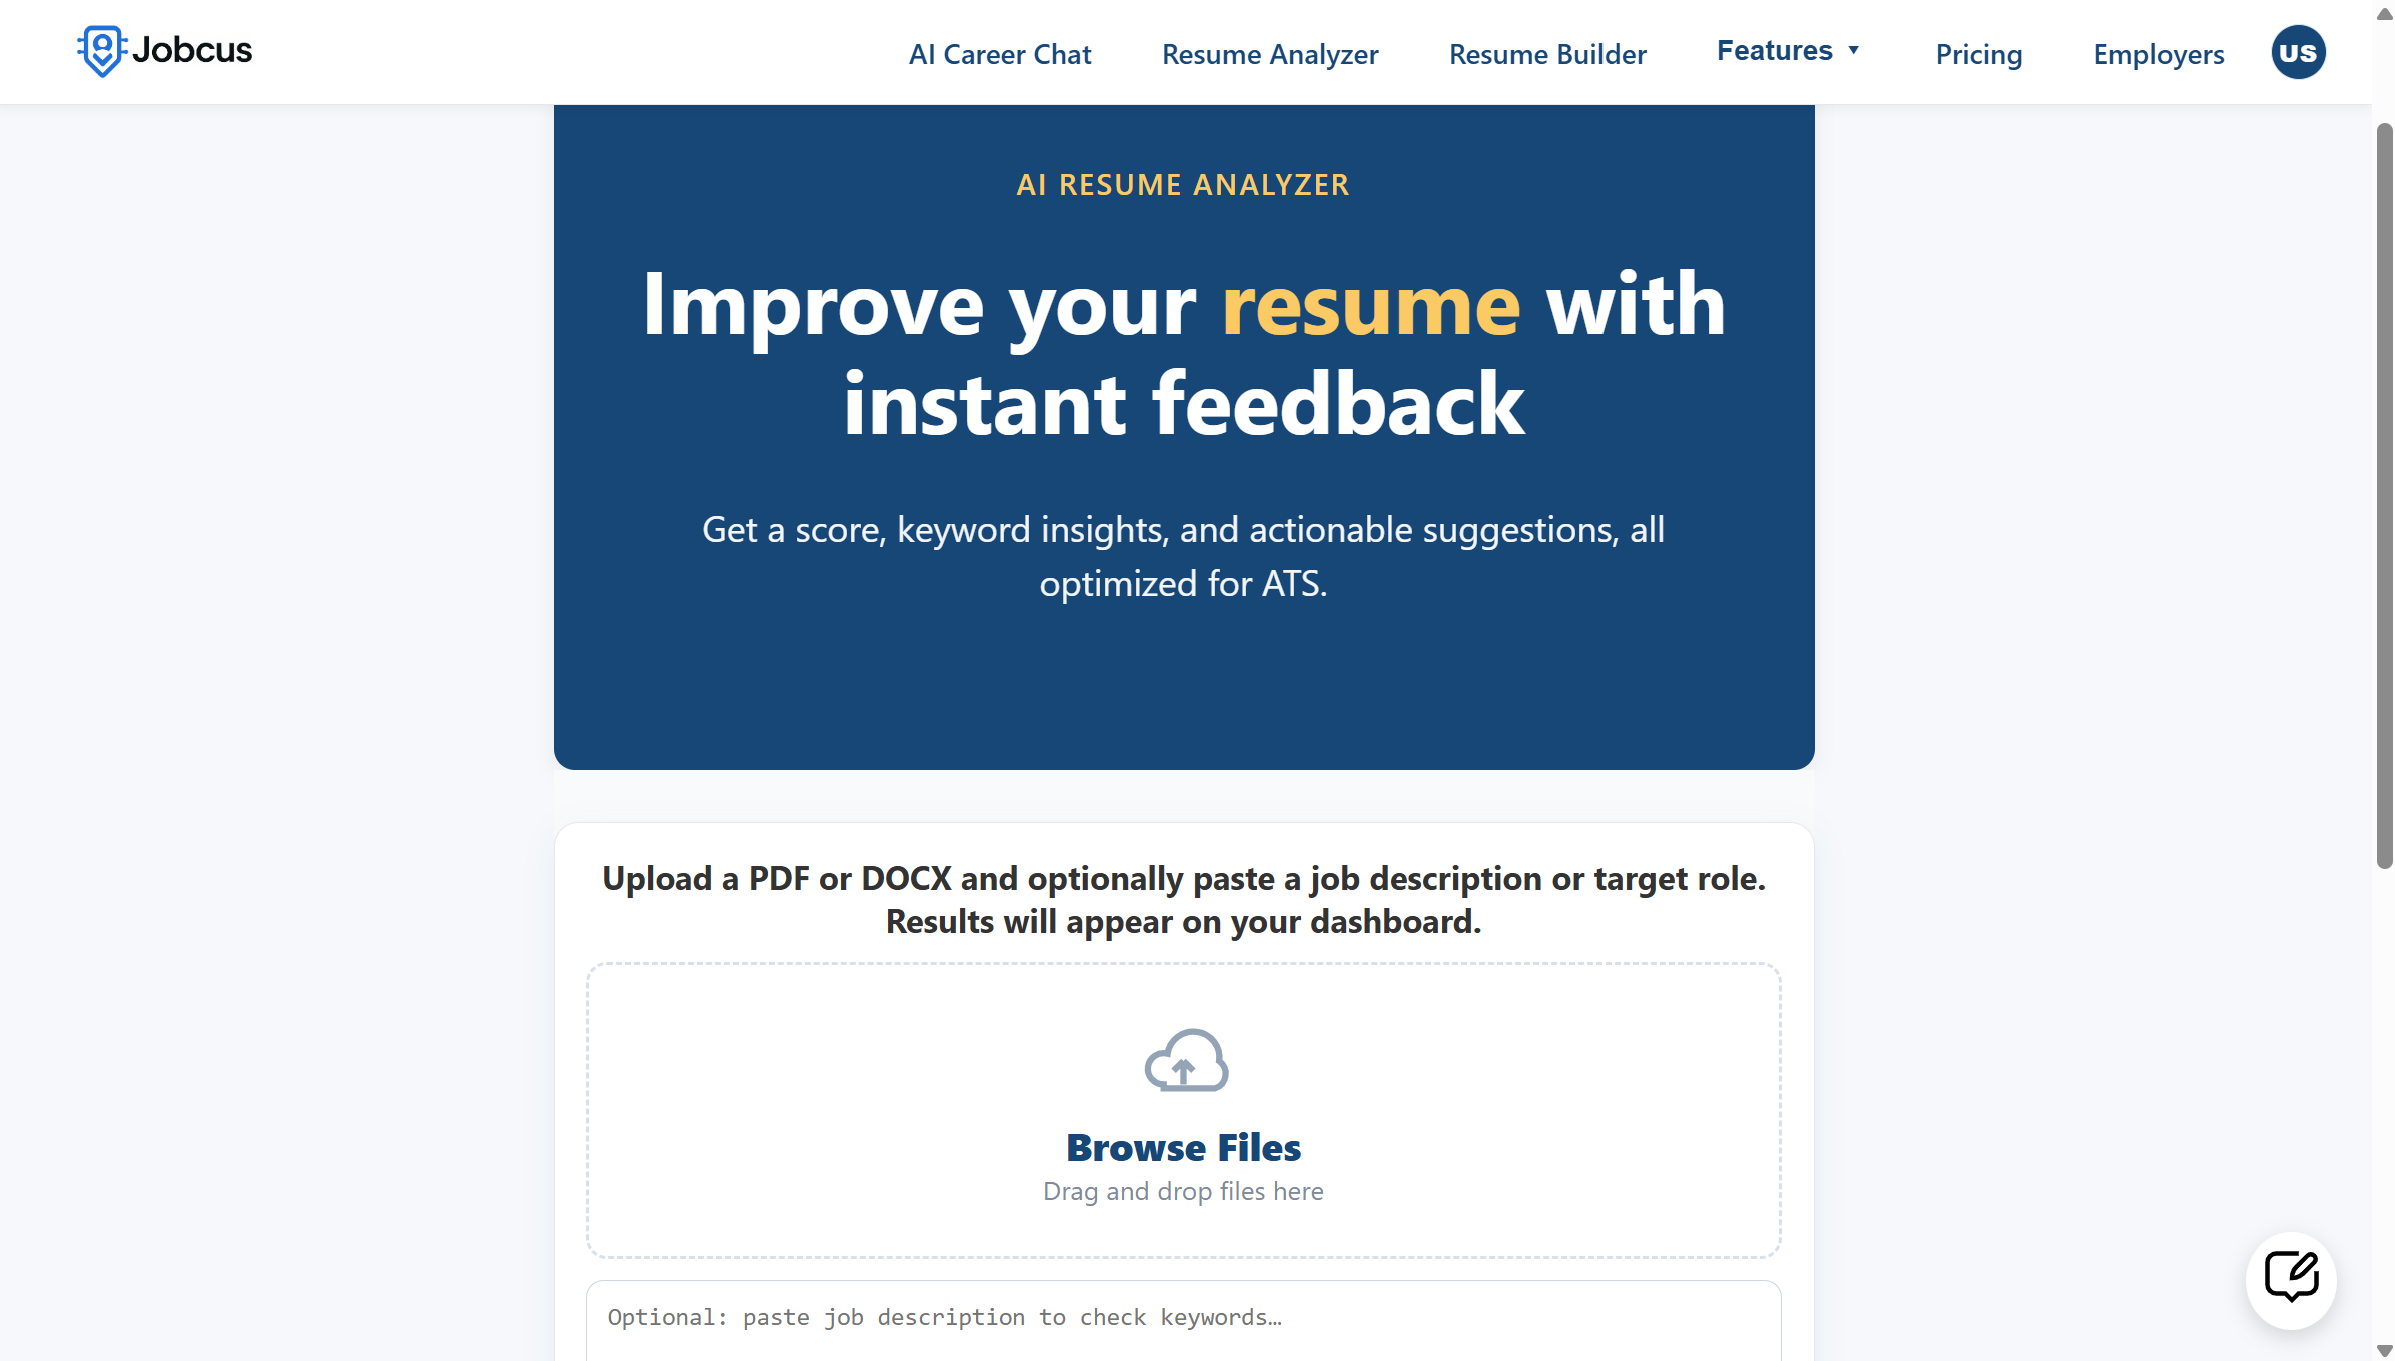 Jobcus
AI Career Chat
Resume Analyzer
Resume Builder
Features ▼
Pricing
Employers
US
AI RESUME ANALYZER
Improve your resume with
instant feedback
Get a score, keyword insights, and actionable suggestions, all
optimized for ATS.
Upload a PDF or DOCX and optionally paste a job description or target role.
Results will appear on your dashboard.
Browse Files
Drag and drop files here
Optional: paste job description to check keywords…